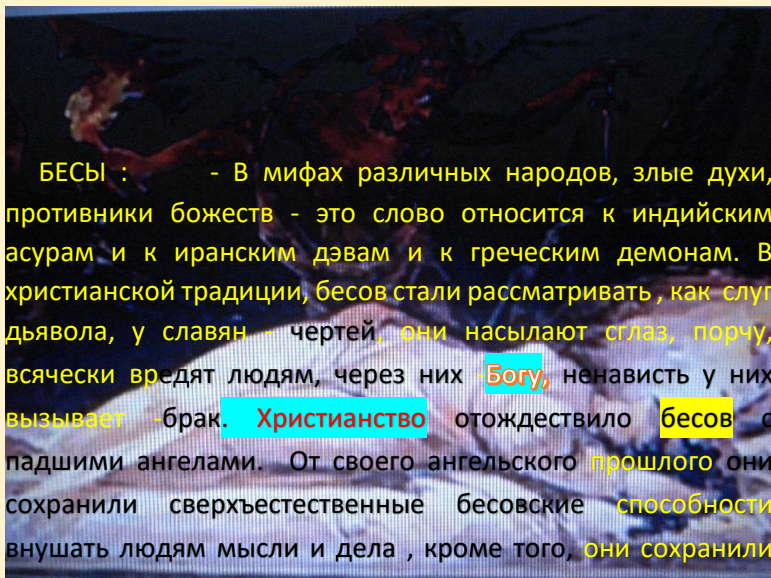 БЕСЫ : - В мифах различных народов, злые духи,
противники божеств - это слово относится к индийским
асурам и к иранским дэвам и к греческим демонам. В
христианской традиции, бесов стали рассматривать , как слуг
дьявола, у славян - чертей, они насылают сглаз, порчу,
всячески вредят людям, через них -Богу, ненависть у них
вызывает -брак. Христианство отождествило бесов с
падшими ангелами. От своего ангельского прошлого они
сохранили сверхъестественные бесовские способности
внушать людям мысли и дела , кроме того, они сохранили